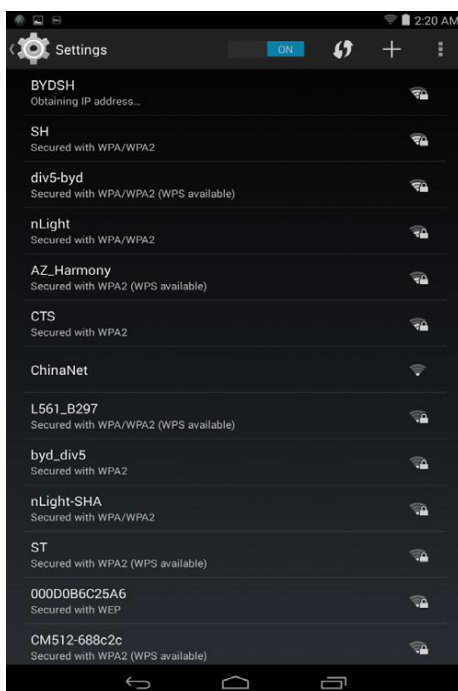 2:20 AM
Settings ON
BYDSH
Obtaining IP address...
SH
Secured with WPA/WPA2
div5-byd
Secured with WPA/WPA2 (WPS available)
nLight
Secured with WPA/WPA2
AZ_Harmony
Secured with WPA2 (WPS available)
CTS
Secured with WPA2
ChinaNet
L561_B297
Secured with WPA/WPA2 (WPS available)
byd_div5
Secured with WPA2
nLight-SHA
Secured with WPA/WPA2
ST
Secured with WPA2 (WPS available)
000D0B6C25A6
Secured with WEP
CM512-688c2c
Secured with WPA2 (WPS available)